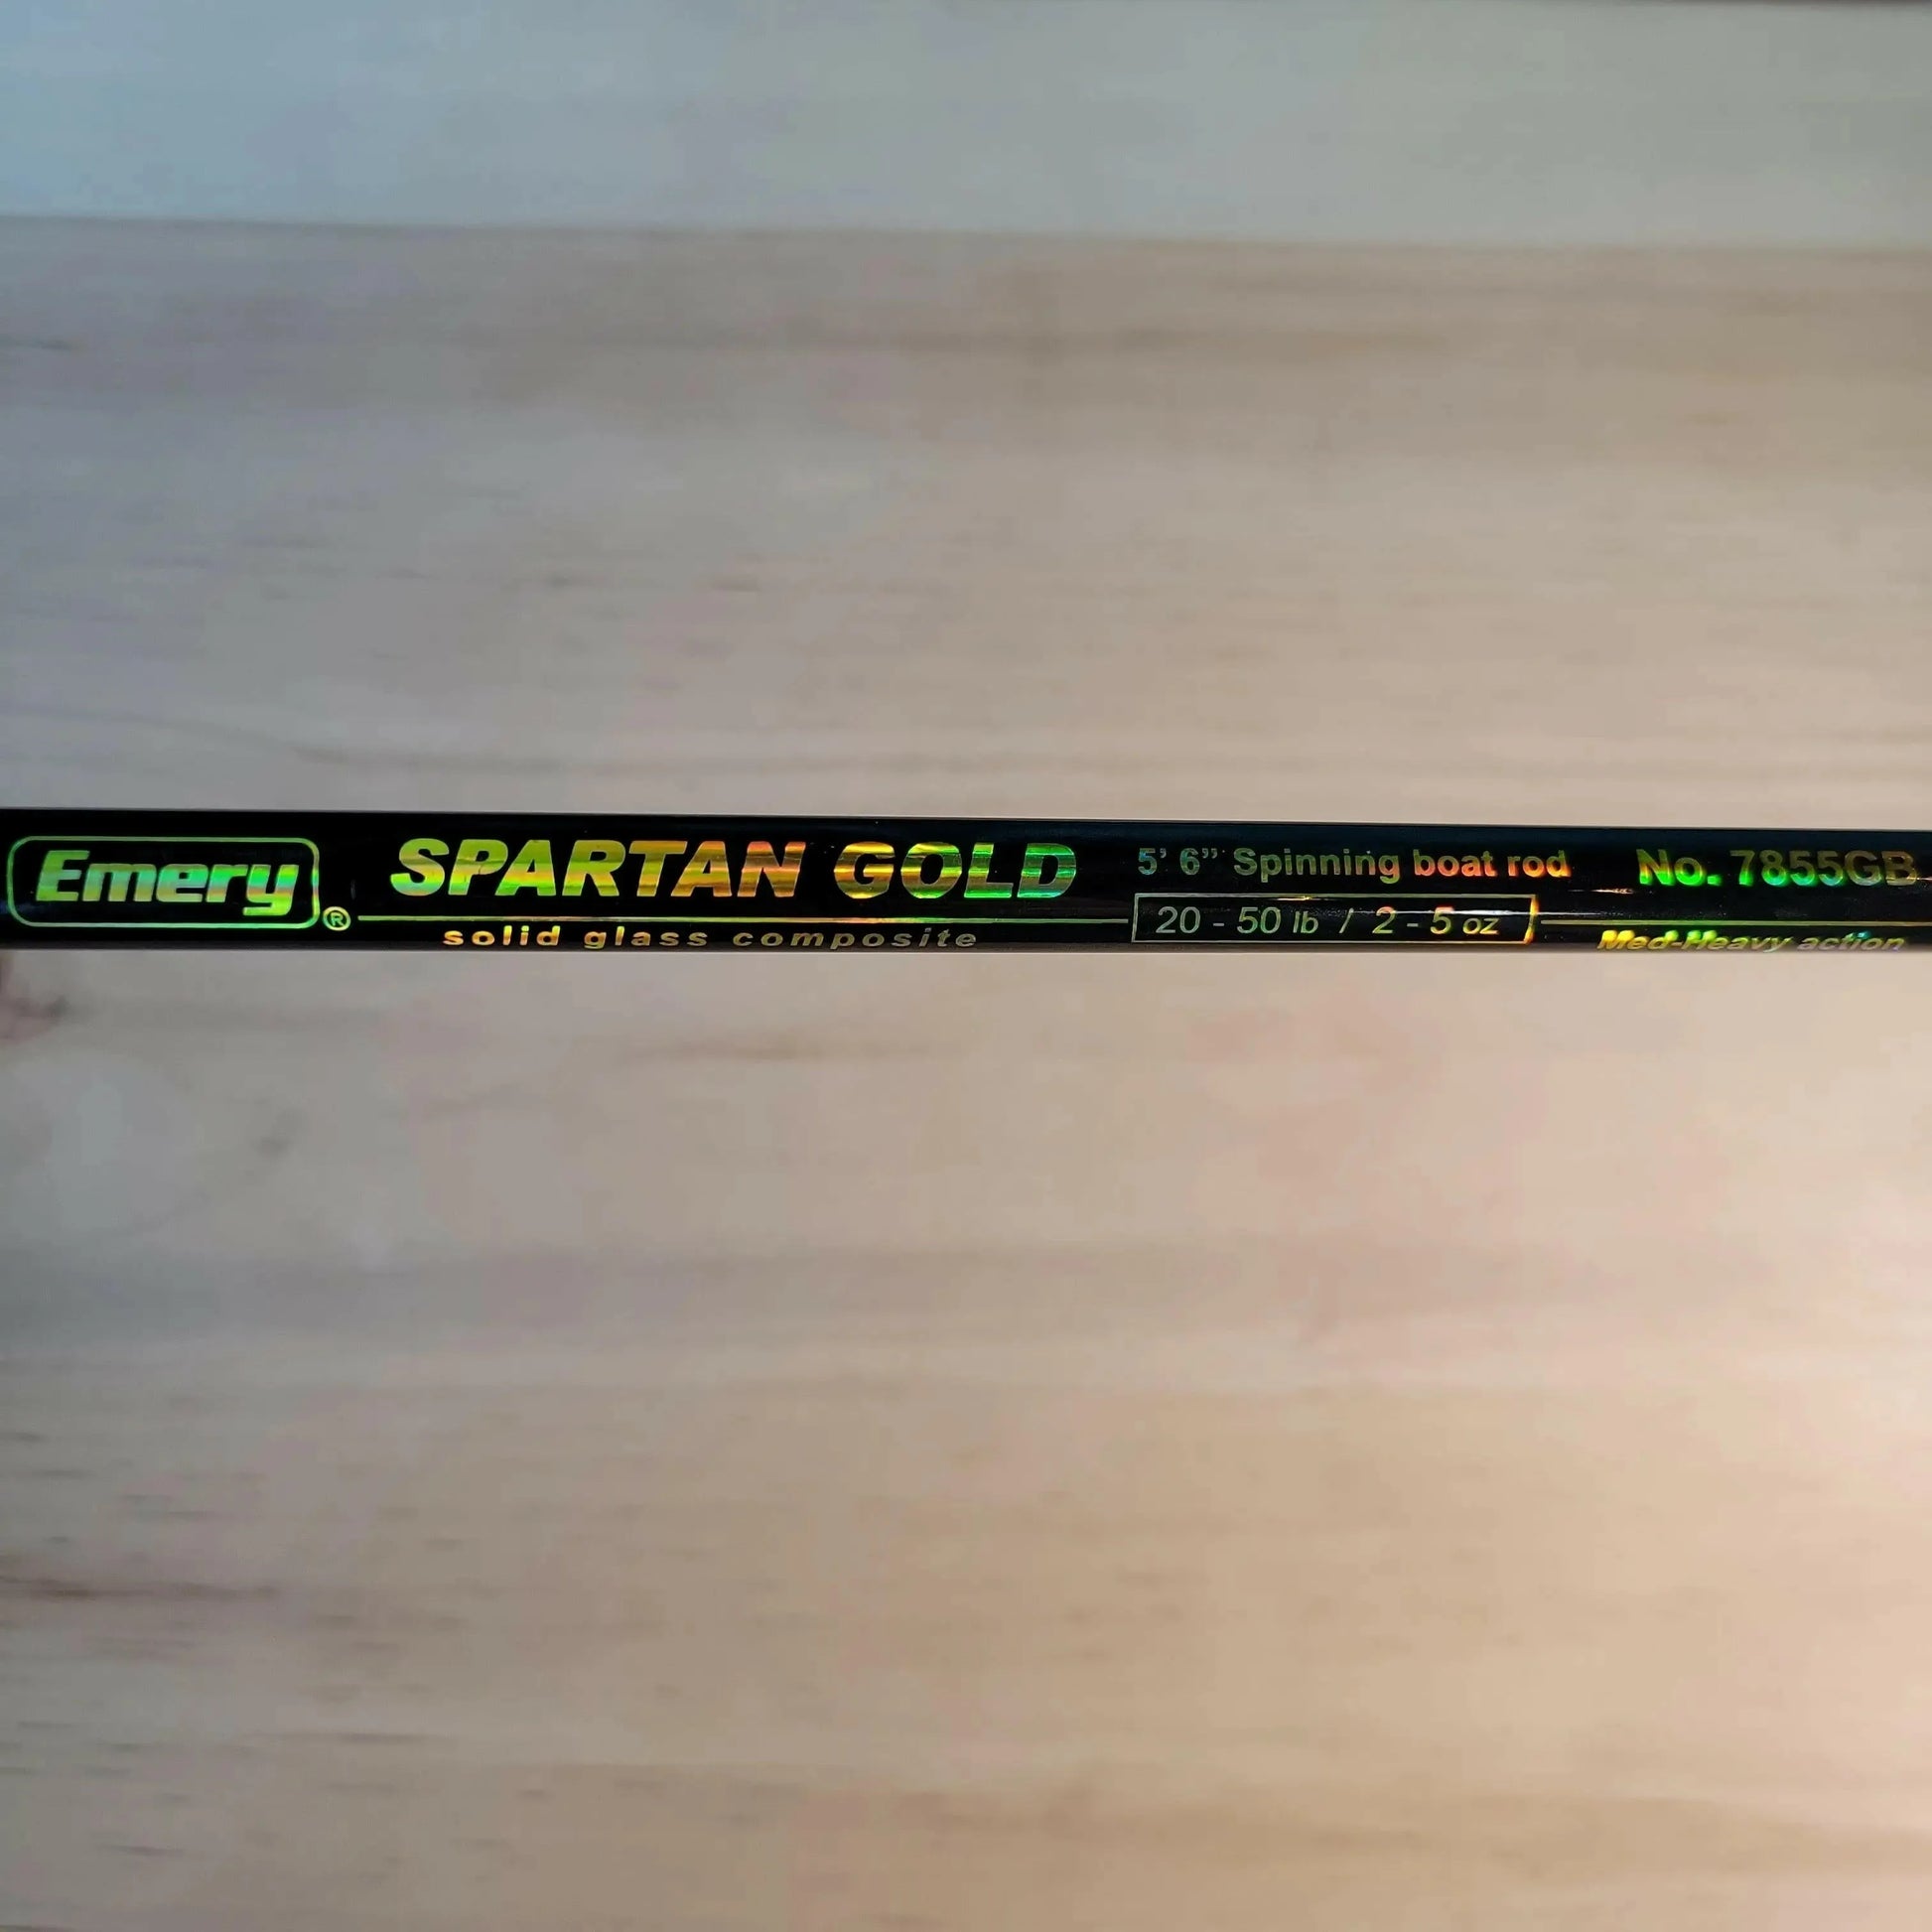 Emery ® SPARTAN GOLD 5' 6" Spinning boat rod No. 7855GB
solid glass composite 20 - 50 lb / 2 - 5 oz Med-Heavy action